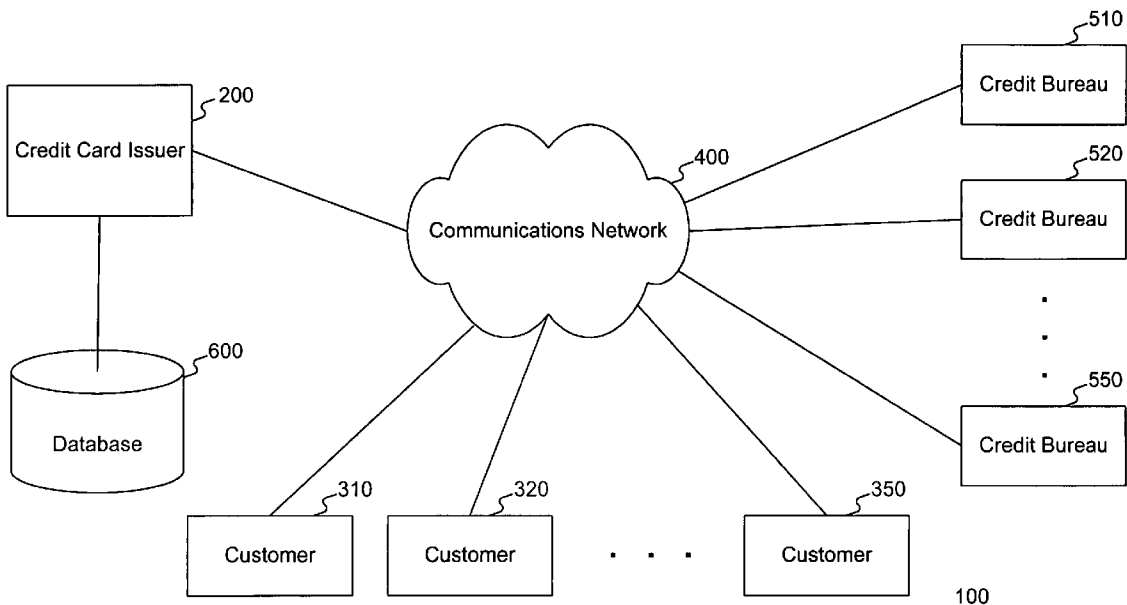 510
Credit Bureau
200
Credit Card Issuer
400
520
Credit Bureau
Communications Network
600
Database
550
Credit Bureau
310
Customer
320
Customer
350
Customer
100